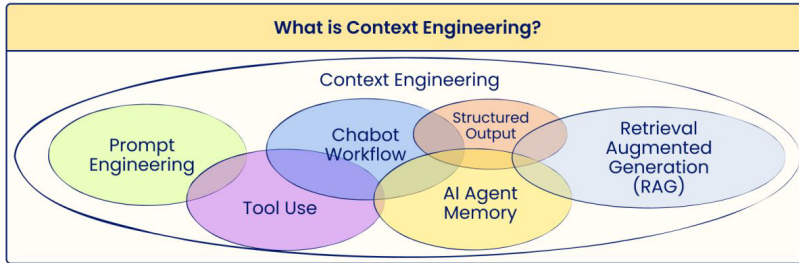 What is Context Engineering?
Context Engineering
Prompt
Engineering
Chabot
Workflow
Structured
Output
Retrieval
Augmented
Generation
(RAG)
Tool Use
AI Agent
Memory